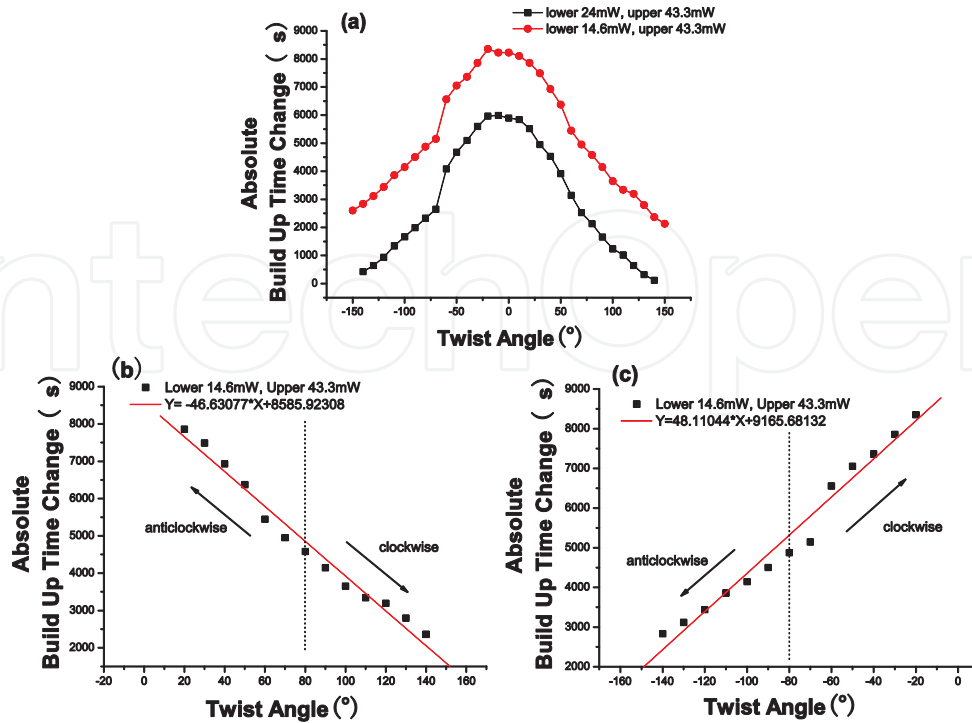 (a)
lower 24mW, upper 43.3mW
lower 14.6mW, upper 43.3mW
9000
8000
7000
6000
5000
4000
3000
2000
1000
0
Absolute
Build Up Time Change ( s)
-150 -100 -50 0 50 100 150
Twist Angle (°)
(b)
Lower 14.6mW, Upper 43.3mW
Y= -46.63077*X+8585.92308
9000
8000
7000
6000
5000
4000
3000
2000
Absolute
Build Up Time Change ( s)
anticlockwise
clockwise
-20 0 20 40 60 80 100 120 140 160
Twist Angle (°)
(c)
Lower 14.6mW, Upper 43.3mW
Y=48.11044*X+9165.68132
9000
8000
7000
6000
5000
4000
3000
2000
Absolute
Build Up Time Change ( s)
anticlockwise
clockwise
-160 -140 -120 -100 -80 -60 -40 -20 0
Twist Angle (°)
ntechOpen